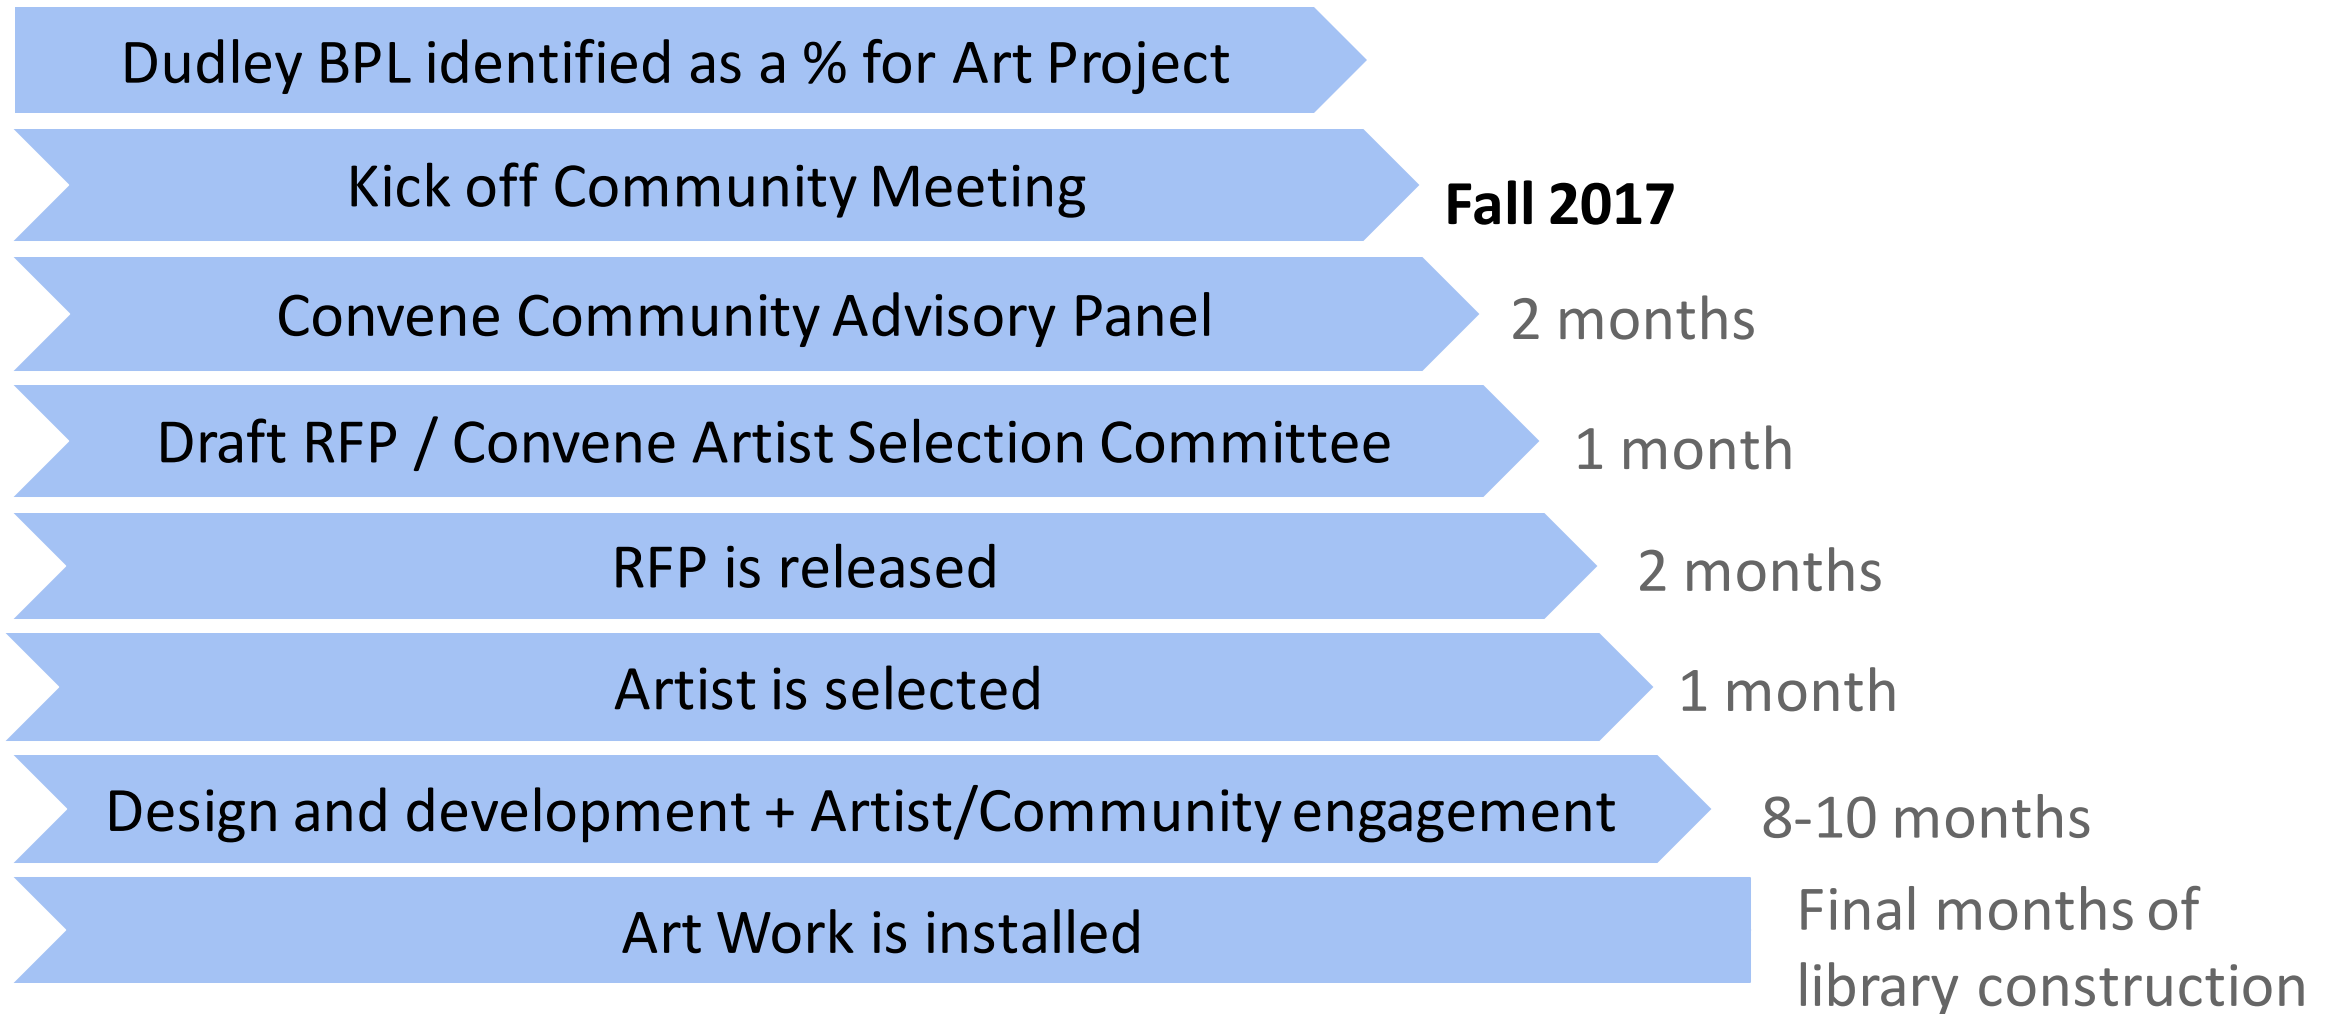 Dudley BPL identified as a % for Art Project
Kick off Community Meeting
Fall 2017
Convene Community Advisory Panel
2 months
Draft RFP / Convene Artist Selection Committee
1 month
RFP is released
2 months
Artist is selected
1 month
Design and development + Artist/Community engagement
8-10 months
Art Work is installed
Final months of
library construction